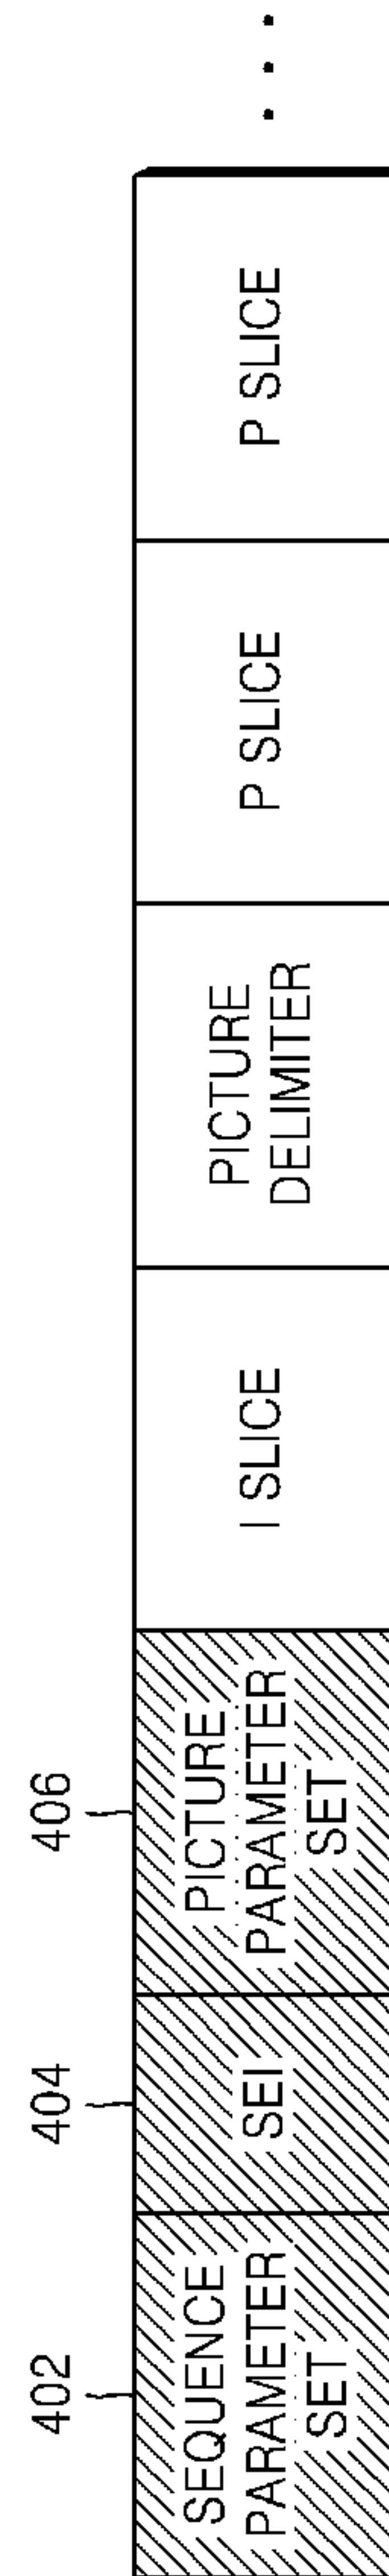 402
404
406
SEQUENCE
PARAMETER
SET
SEI
PICTURE
PARAMETER
SET
I SLICE
PICTURE
DELIMITER
P SLICE
P SLICE
. . .